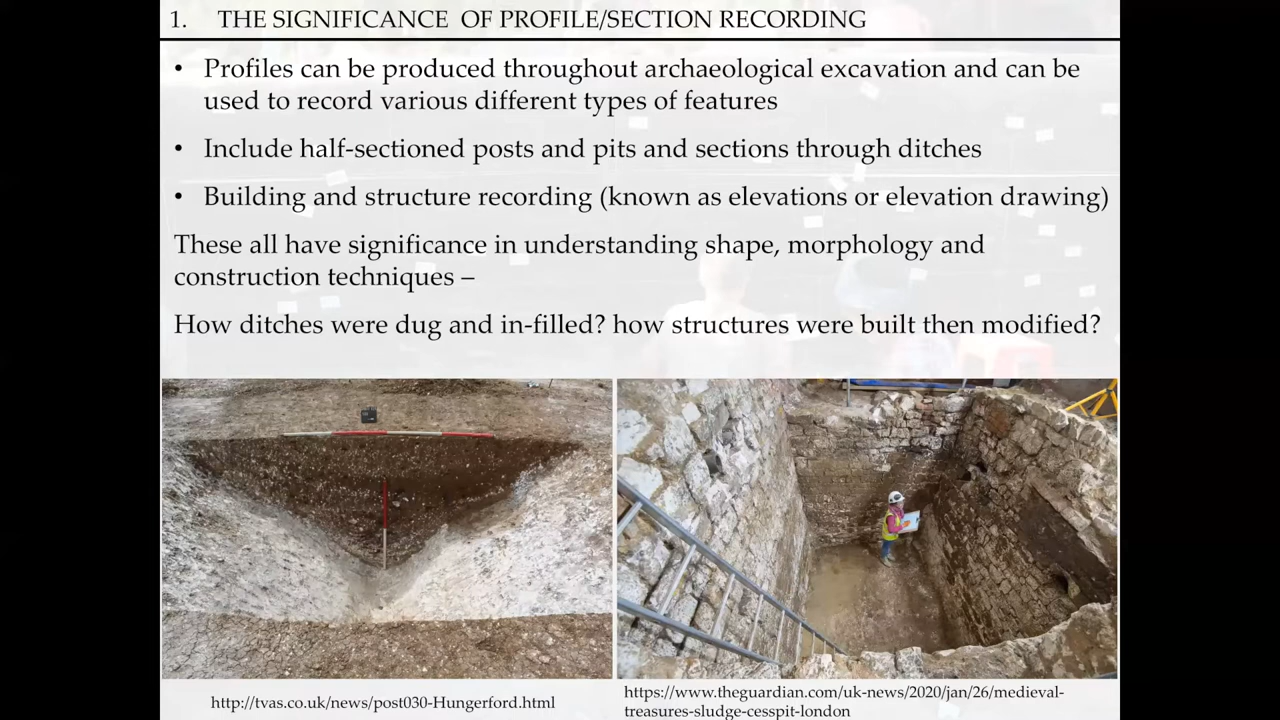 1. THE SIGNIFICANCE OF PROFILE/SECTION RECORDING
• Profiles can be produced throughout archaeological excavation and can be
used to record various different types of features
• Include half-sectioned posts and pits and sections through ditches
• Building and structure recording (known as elevations or elevation drawing)
These all have significance in understanding shape, morphology and
construction techniques –
How ditches were dug and in-filled? how structures were built then modified?
http://tvas.co.uk/news/post030-Hungerford.html
https://www.theguardian.com/uk-news/2020/jan/26/medieval-
treasures-sludge-cesspit-london